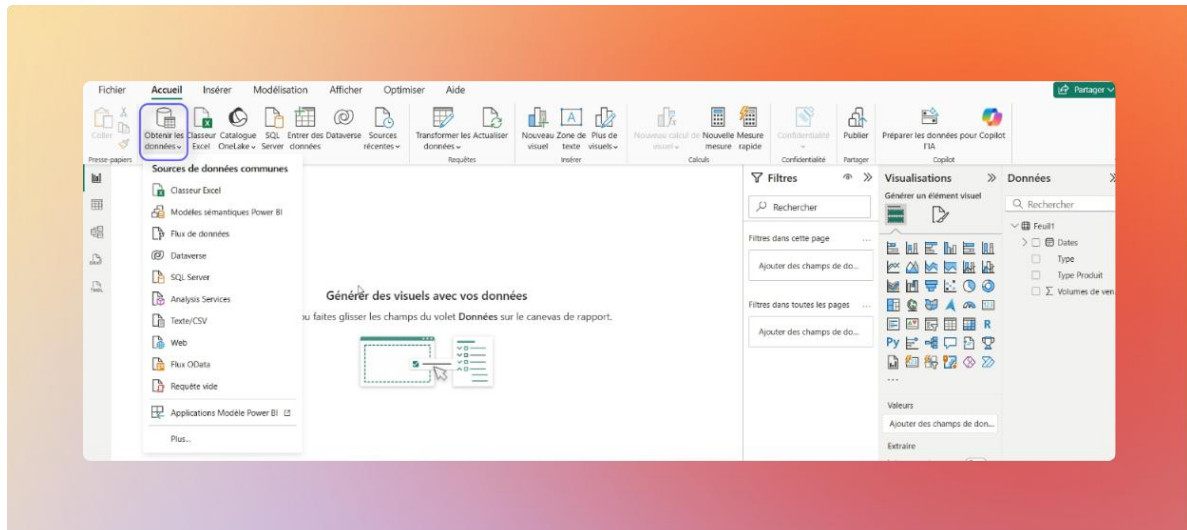 Fichier Accueil Insérer Modélisation Afficher Optimiser Aide
Partager
Coller
Obtenir les données
Classeur Excel
Catalogue OneLake
SQL Server
Entrer des données
Dataverse
Sources récentes
Transformer les données
Actualiser
Nouveau visuel
Zone de texte
Plus de visuels
Nouveau calcul de visuel
Nouvelle mesure
Mesure rapide
Confidentialité
Publier
Préparer les données pour l'IA
Copilot
Presse-papiers
Requêtes
Insérer
Calculs
Confidentialité
Partager
Copilot
Sources de données communes
Classeur Excel
Modèles sémantiques Power BI
Flux de données
Dataverse
SQL Server
Analysis Services
Texte/CSV
Web
Flux OData
Requête vide
Applications Modèle Power BI
Plus...
Générer des visuels avec vos données
ou faites glisser les champs du volet Données sur le canevas de rapport.
Filtres
Rechercher
Filtres dans cette page ...
Ajouter des champs de do...
Filtres dans toutes les pages ...
Ajouter des champs de do...
Visualisations
Générer un élément visuel
R
Py
...
Valeurs
Ajouter des champs de don...
Extraire
Données
Rechercher
Feuil1
Dates
Type
Type Produit
Volumes de ven